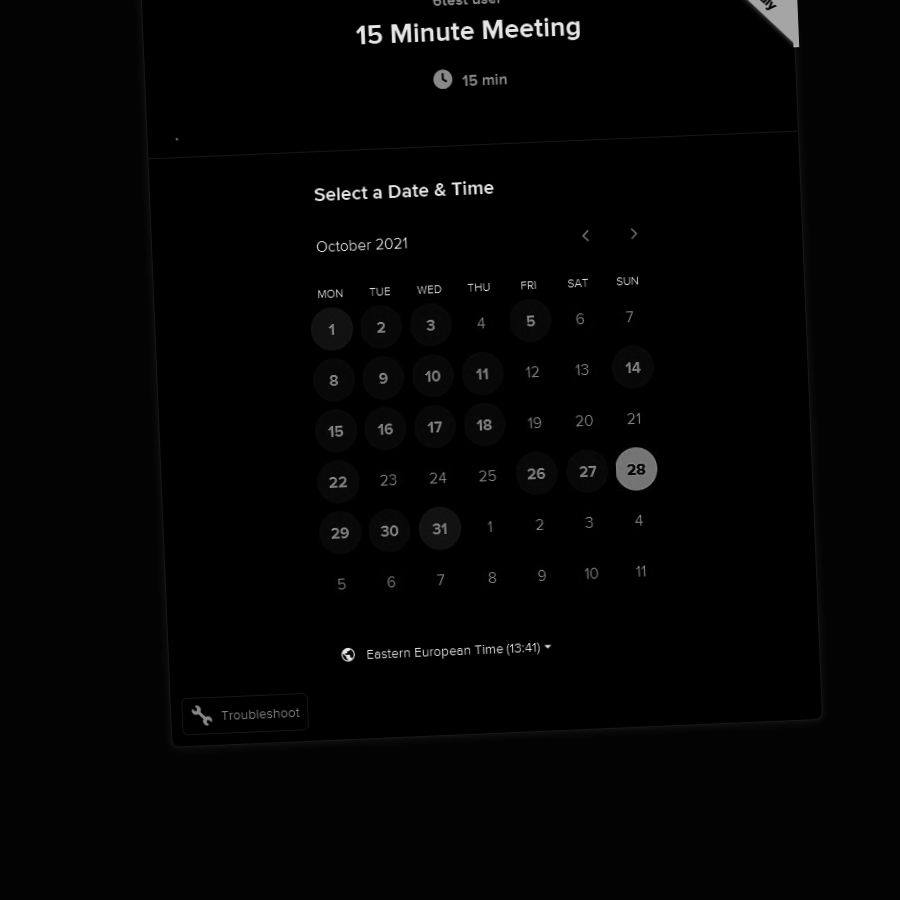 6test user
15 Minute Meeting
15 min
Select a Date & Time
October 2021
MON TUE WED THU FRI SAT SUN
1 2 3 4 5 6 7
8 9 10 11 12 13 14
15 16 17 18 19 20 21
22 23 24 25 26 27 28
29 30 31 1 2 3 4
5 6 7 8 9 10 11
Eastern European Time (13:41)
Troubleshoot